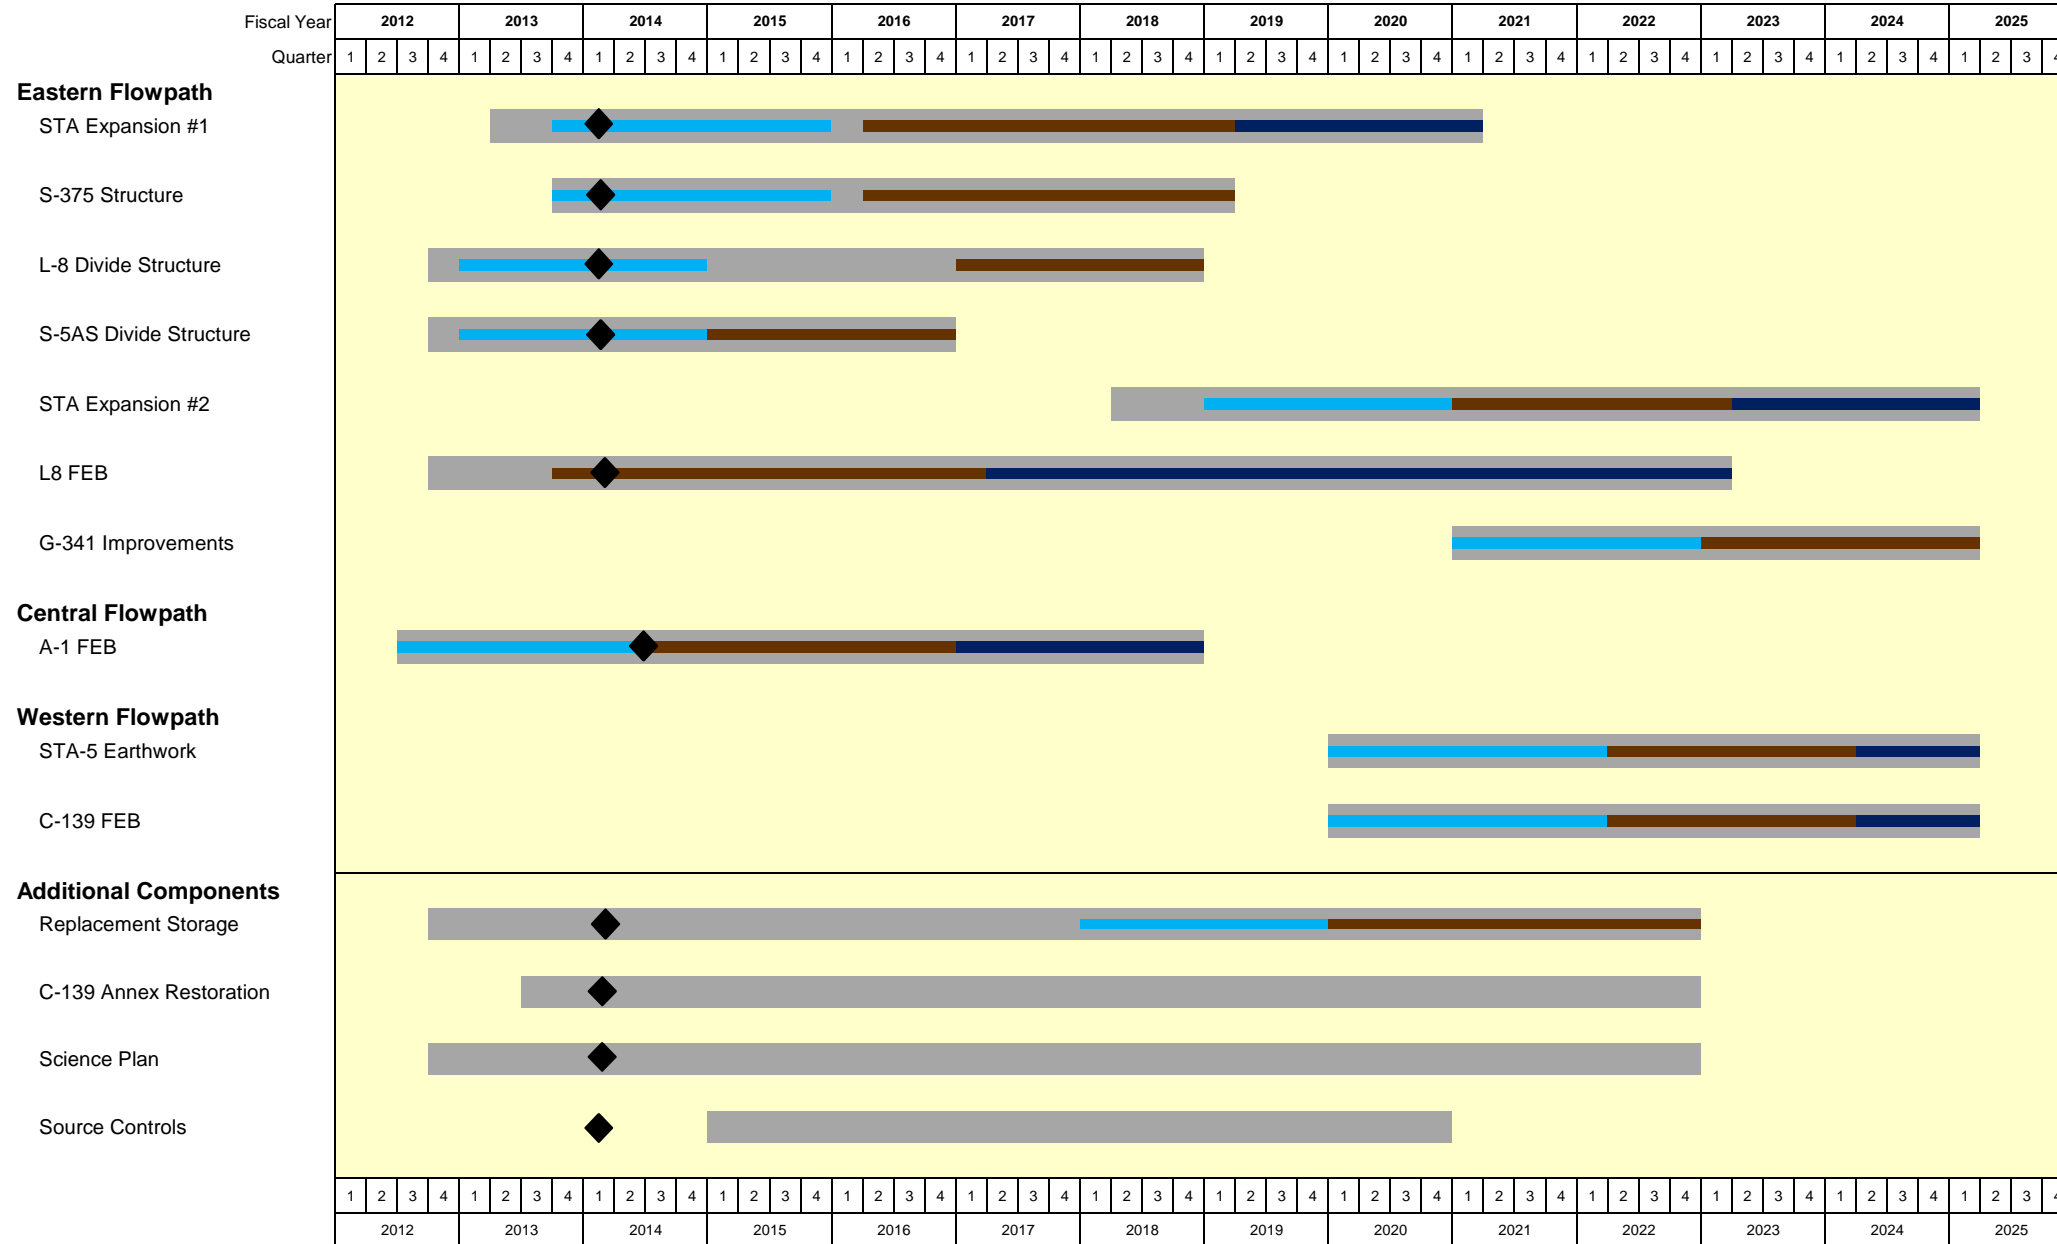 Fiscal Year 2012 2013 2014 2015 2016 2017 2018 2019 2020 2021 2022 2023 2024 2025
Quarter 1 2 3 4 1 2 3 4 1 2 3 4 1 2 3 4 1 2 3 4 1 2 3 4 1 2 3 4 1 2 3 4 1 2 3 4 1 2 3 4 1 2 3 4 1 2 3 4 1 2 3 4 1 2 3 4
Eastern Flowpath
STA Expansion #1
S-375 Structure
L-8 Divide Structure
S-5AS Divide Structure
STA Expansion #2
L8 FEB
G-341 Improvements
Central Flowpath
A-1 FEB
Western Flowpath
STA-5 Earthwork
C-139 FEB
Additional Components
Replacement Storage
C-139 Annex Restoration
Science Plan
Source Controls
1 2 3 4 1 2 3 4 1 2 3 4 1 2 3 4 1 2 3 4 1 2 3 4 1 2 3 4 1 2 3 4 1 2 3 4 1 2 3 4 1 2 3 4 1 2 3 4 1 2 3 4 1 2 3 4
2012 2013 2014 2015 2016 2017 2018 2019 2020 2021 2022 2023 2024 2025